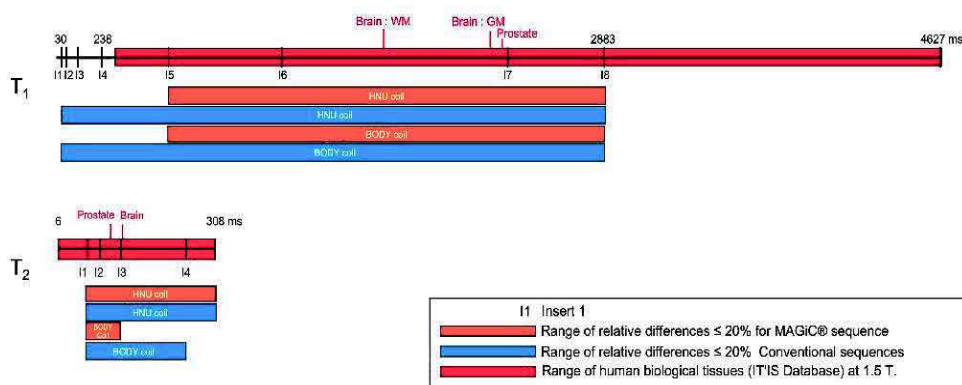 Brain : WM
Brain : GM
Prostate
30
238
2883
4627 ms
I1
I2
I3
I4
I5
I6
I7
I8
T1
HNU coil
HNU coil
BODY coil
BODY coil
Prostate
Brain
6
308 ms
I1
I2
I3
I4
T2
HNU coil
HNU coil
BODY
Coil
BODY coil
I1 Insert 1
Range of relative differences ≤ 20% for MAGiC® sequence
Range of relative differences ≤ 20% Conventional sequences
Range of human biological tissues (IT'IS Database) at 1.5 T.